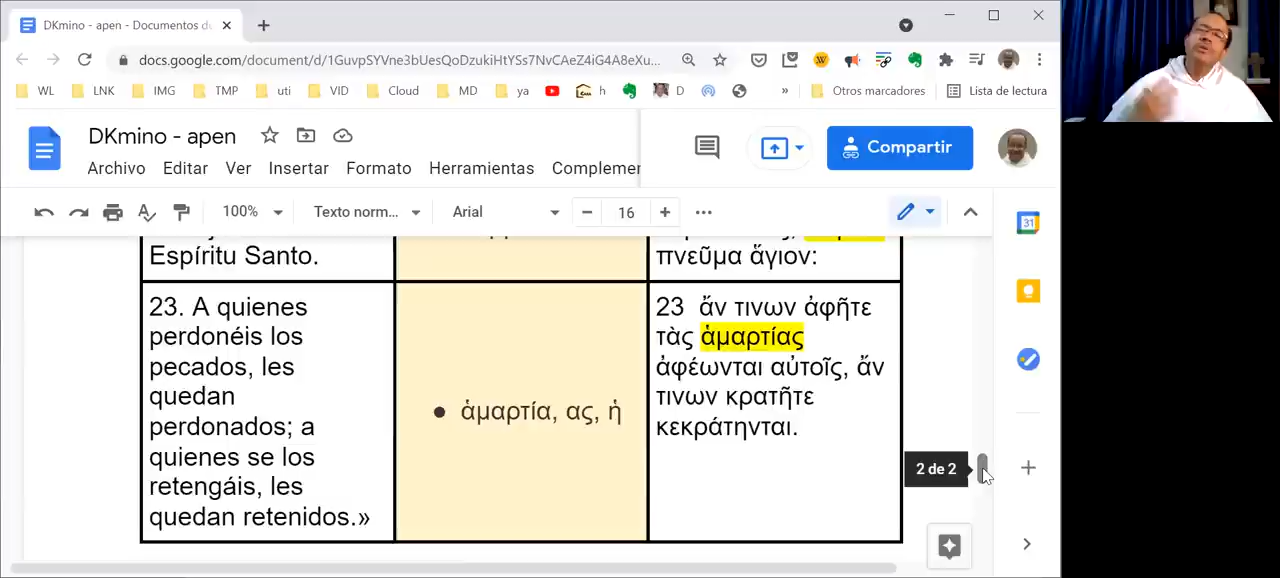 DKmino - apen - Documentos du
docs.google.com/document/d/1GuvpSYVne3bUesQoDzukiHtYSs7NvCAeZ4iG4A8eXu...
WL LNK IMG TMP uti VID Cloud MD ya h D » Otros marcadores Lista de lectura
DKmino - apen
Compartir
Archivo Editar Ver Insertar Formato Herramientas Complemen
100% Texto norm... Arial 16
31
Espíritu Santo.
πνεῦμα ἅγιον:
23. A quienes
perdonéis los
pecados, les
quedan
perdonados; a
quienes se los
retengáis, les
quedan retenidos.»
● ἁμαρτία, ας, ἡ
23 ἄν τινων ἀφῆτε
τὰς ἁμαρτίας
ἀφέωνται αὐτοῖς, ἄν
τινων κρατῆτε
κεκράτηνται.
2 de 2